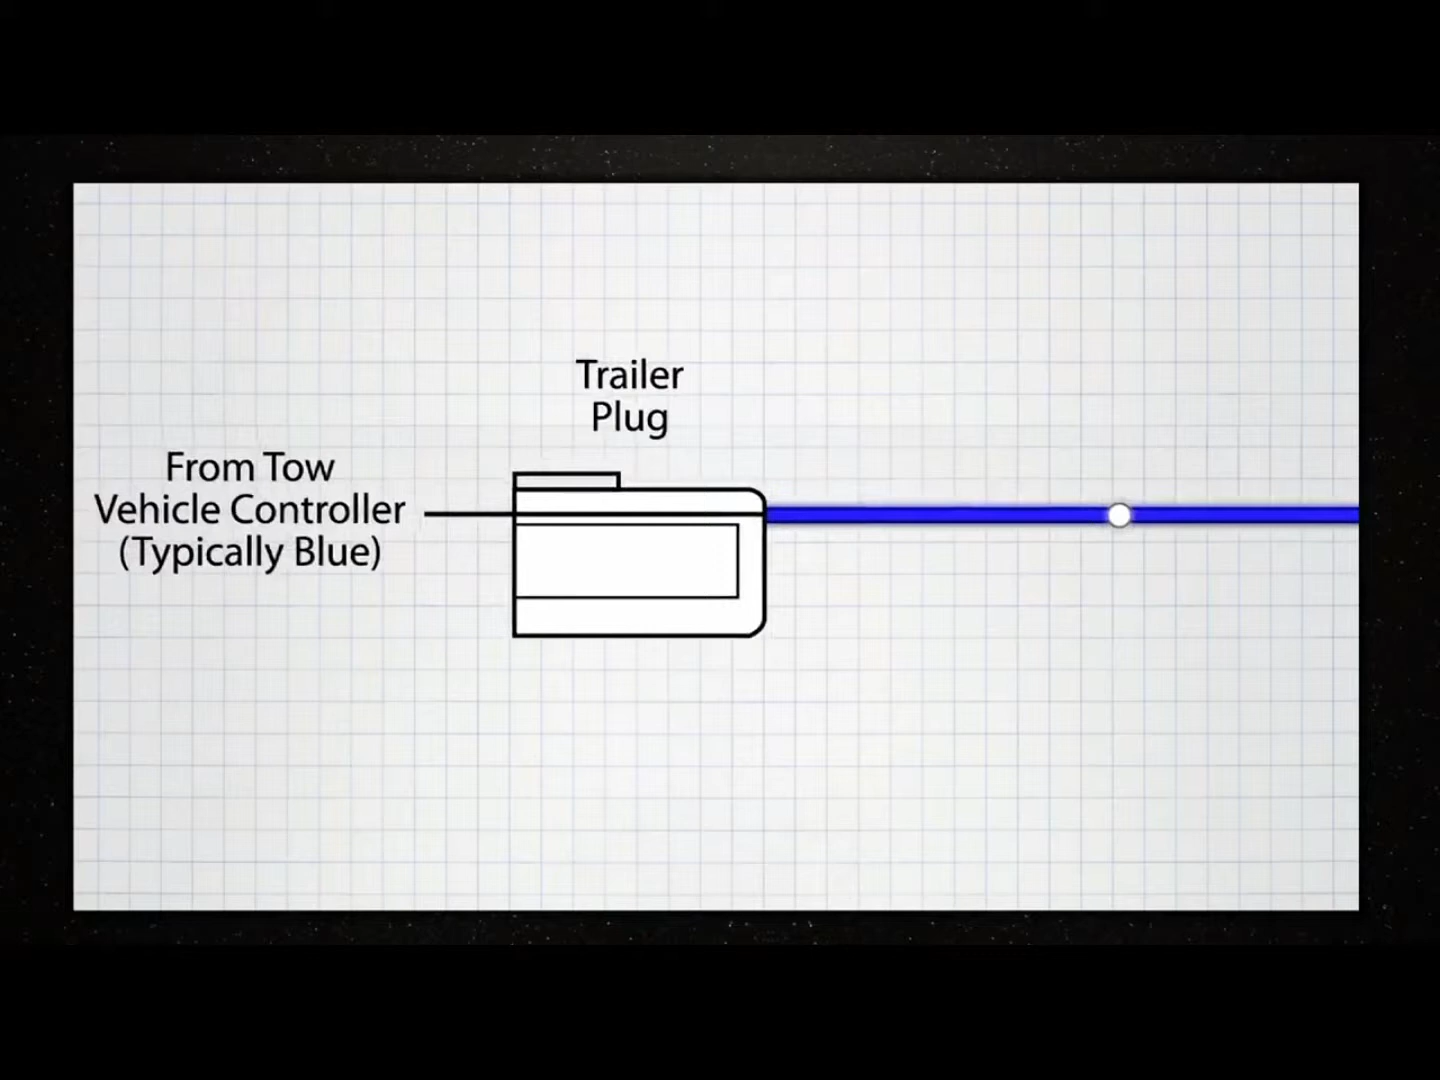 Trailer
Plug
From Tow
Vehicle Controller
(Typically Blue)